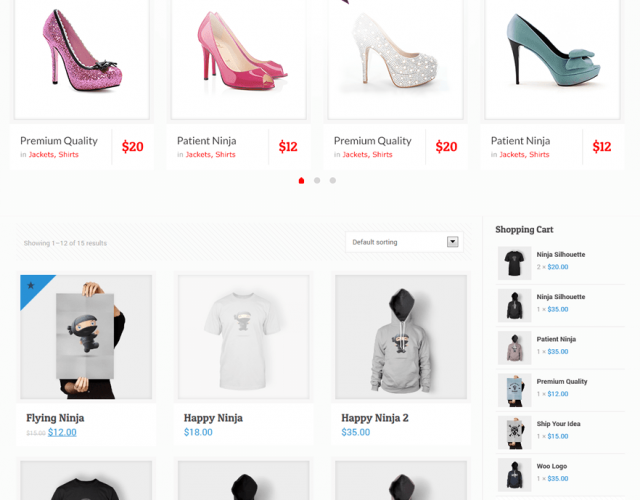 Premium Quality
in Jackets, Shirts
$20
Patient Ninja
in Jackets, Shirts
$12
Premium Quality
in Jackets, Shirts
$20
Patient Ninja
in Jackets, Shirts
$12
Showing 1–12 of 15 results
Default sorting
Flying Ninja
$15.00 $12.00
Happy Ninja
$18.00
Happy Ninja 2
$35.00
Shopping Cart
Ninja Silhouette
2 × $20.00
Ninja Silhouette
1 × $35.00
Patient Ninja
1 × $35.00
Premium Quality
1 × $12.00
Ship Your Idea
1 × $15.00
Woo Logo
1 × $35.00